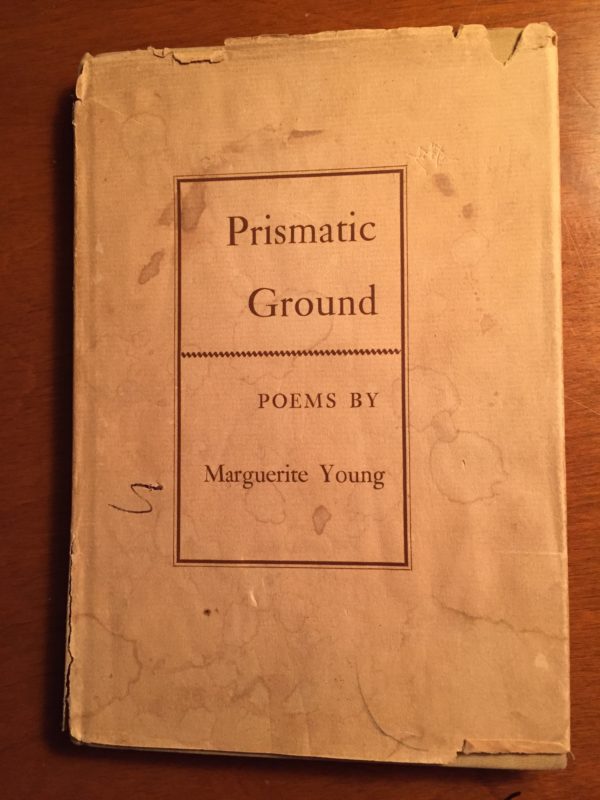 Prismatic
Ground
POEMS BY
Marguerite Young